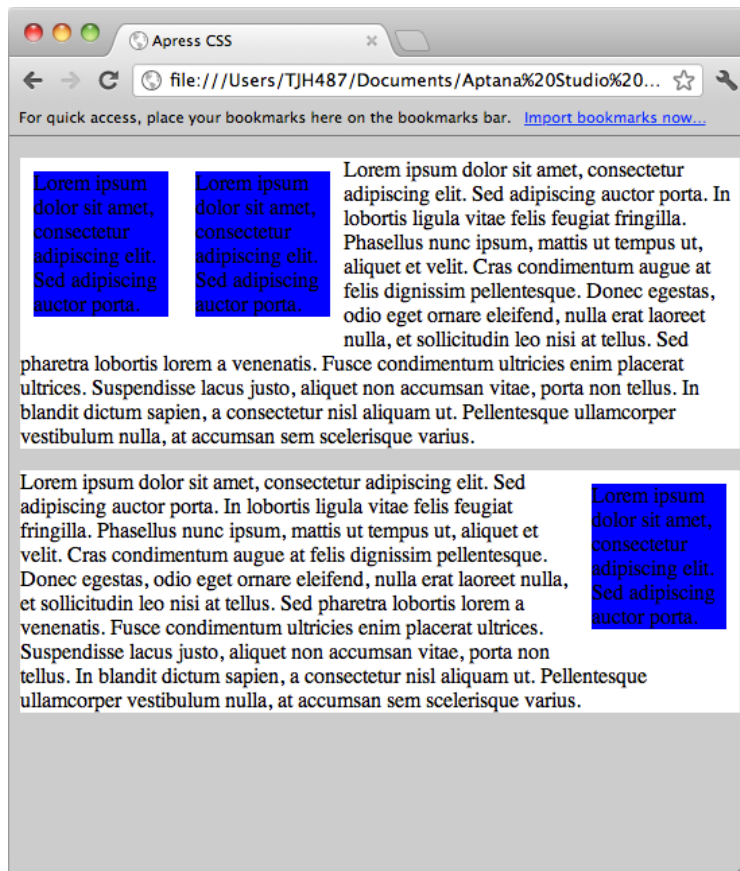 Apress CSS
file:///Users/TJH487/Documents/Aptana%20Studio%20...
For quick access, place your bookmarks here on the bookmarks bar. Import bookmarks now...
Lorem ipsum
dolor sit amet,
consectetur
adipiscing elit.
Sed adipiscing
auctor porta.
Lorem ipsum
dolor sit amet,
consectetur
adipiscing elit.
Sed adipiscing
auctor porta.
Lorem ipsum dolor sit amet, consectetur
adipiscing elit. Sed adipiscing auctor porta. In
lobortis ligula vitae felis feugiat fringilla.
Phasellus nunc ipsum, mattis ut tempus ut,
aliquet et velit. Cras condimentum augue at
felis dignissim pellentesque. Donec egestas,
odio eget ornare eleifend, nulla erat laoreet
nulla, et sollicitudin leo nisi at tellus. Sed
pharetra lobortis lorem a venenatis. Fusce condimentum ultricies enim placerat
ultrices. Suspendisse lacus justo, aliquet non accumsan vitae, porta non tellus. In
blandit dictum sapien, a consectetur nisl aliquam ut. Pellentesque ullamcorper
vestibulum nulla, at accumsan sem scelerisque varius.
Lorem ipsum dolor sit amet, consectetur adipiscing elit. Sed
adipiscing auctor porta. In lobortis ligula vitae felis feugiat
fringilla. Phasellus nunc ipsum, mattis ut tempus ut, aliquet et
velit. Cras condimentum augue at felis dignissim pellentesque.
Donec egestas, odio eget ornare eleifend, nulla erat laoreet nulla,
et sollicitudin leo nisi at tellus. Sed pharetra lobortis lorem a
venenatis. Fusce condimentum ultricies enim placerat ultrices.
Suspendisse lacus justo, aliquet non accumsan vitae, porta non
tellus. In blandit dictum sapien, a consectetur nisl aliquam ut. Pellentesque
ullamcorper vestibulum nulla, at accumsan sem scelerisque varius.
Lorem ipsum
dolor sit amet,
consectetur
adipiscing elit.
Sed adipiscing
auctor porta.